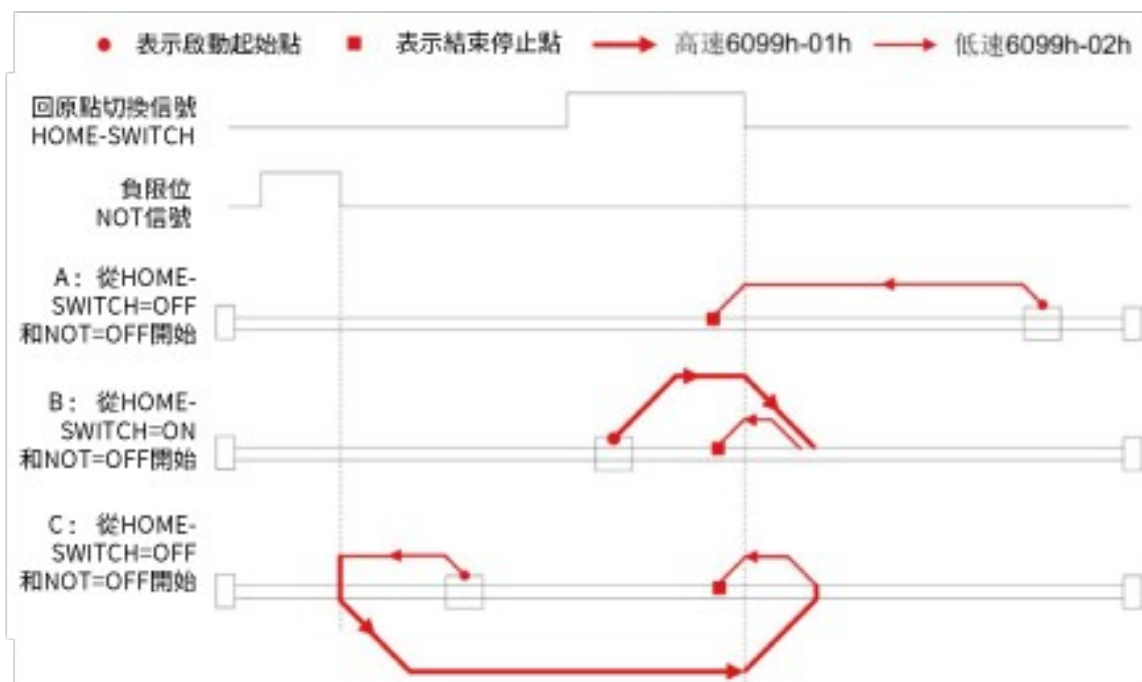 表示啟動起始點 表示結束停止點 高速6099h-01h 低速6099h-02h
回原點切換信號
HOME-SWITCH
負限位
NOT信號
A：從HOME-
SWITCH=OFF
和NOT=OFF開始
B：從HOME-
SWITCH=ON
和NOT=OFF開始
C：從HOME-
SWITCH=OFF
和NOT=OFF開始